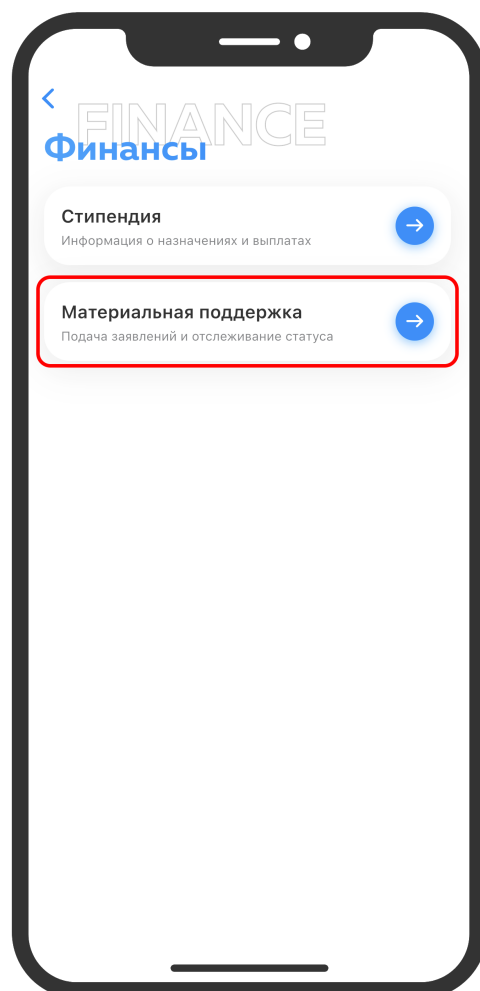 FINANCE
Финансы
Стипендия
Информация о назначениях и выплатах
Материальная поддержка
Подача заявлений и отслеживание статуса